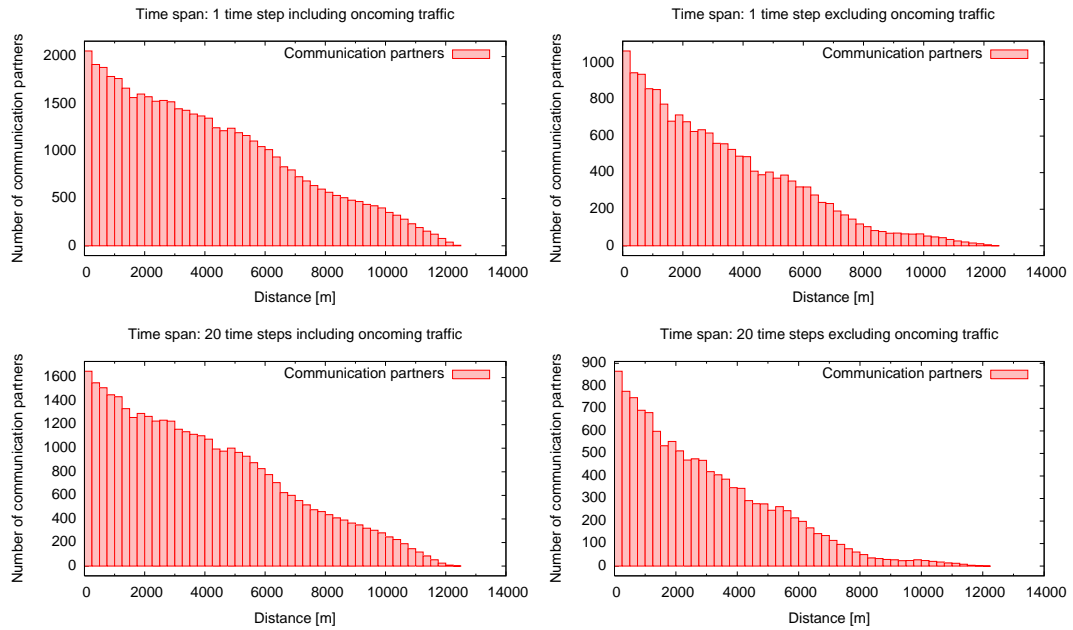 Time span: 1 time step including oncoming traffic
Number of communication partners
Communication partners
2000
1500
1000
500
0
0 2000 4000 6000 8000 10000 12000 14000
Distance [m]
Time span: 1 time step excluding oncoming traffic
Number of communication partners
Communication partners
1000
800
600
400
200
0
0 2000 4000 6000 8000 10000 12000 14000
Distance [m]
Time span: 20 time steps including oncoming traffic
Number of communication partners
Communication partners
1600
1400
1200
1000
800
600
400
200
0
0 2000 4000 6000 8000 10000 12000 14000
Distance [m]
Time span: 20 time steps excluding oncoming traffic
Number of communication partners
Communication partners
900
800
700
600
500
400
300
200
100
0
0 2000 4000 6000 8000 10000 12000 14000
Distance [m]